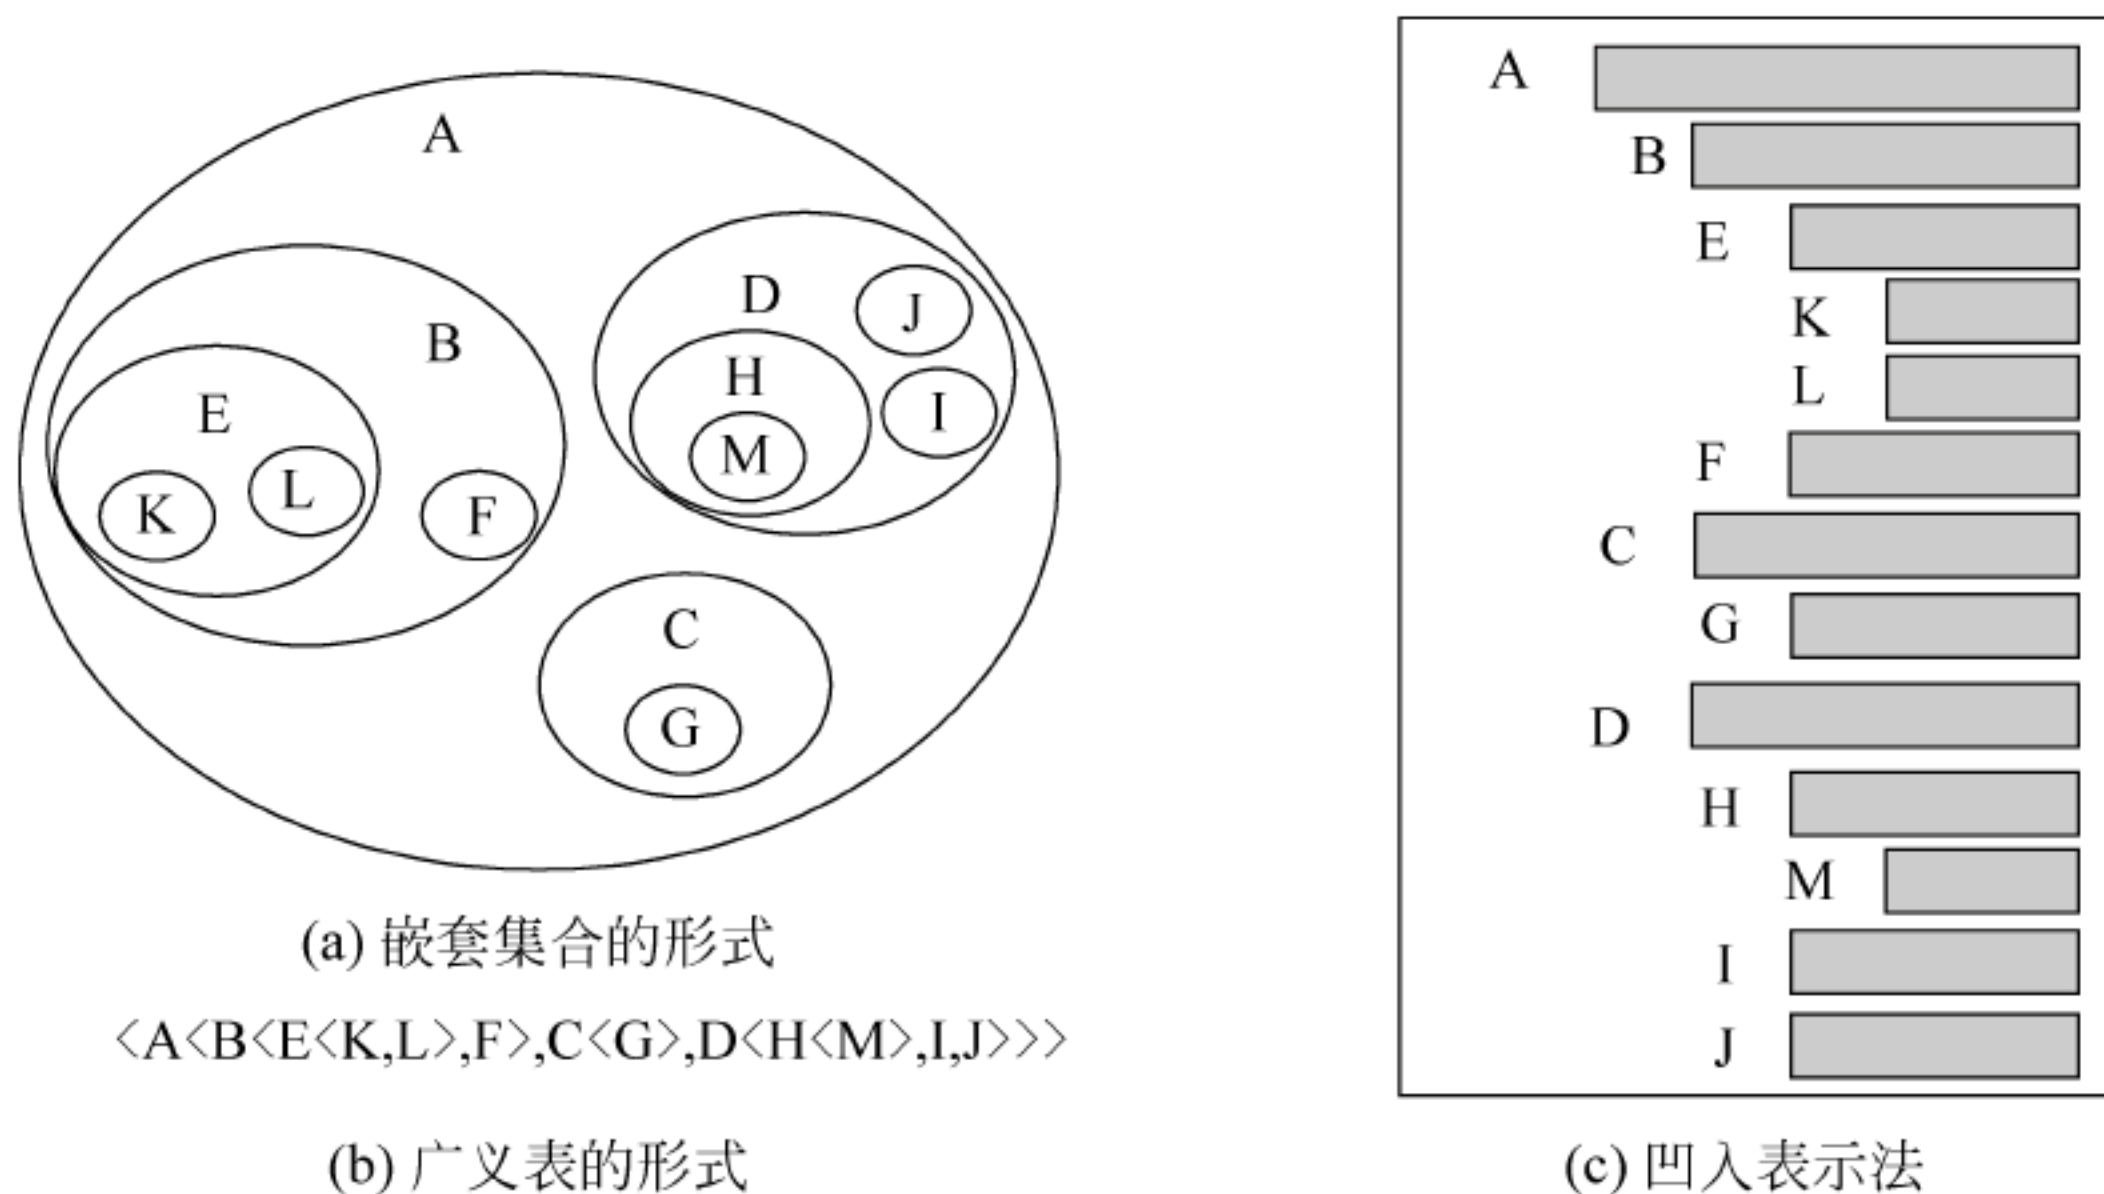 A
B
D
J
H
I
E
M
L
K
F
C
G
(a) 嵌套集合的形式
<A<B<E<K,L>,F>,C<G>,D<H<M>,I,J>>>
(b) 广义表的形式
A
B
E
K
L
F
C
G
D
H
M
I
J
(c) 凹入表示法